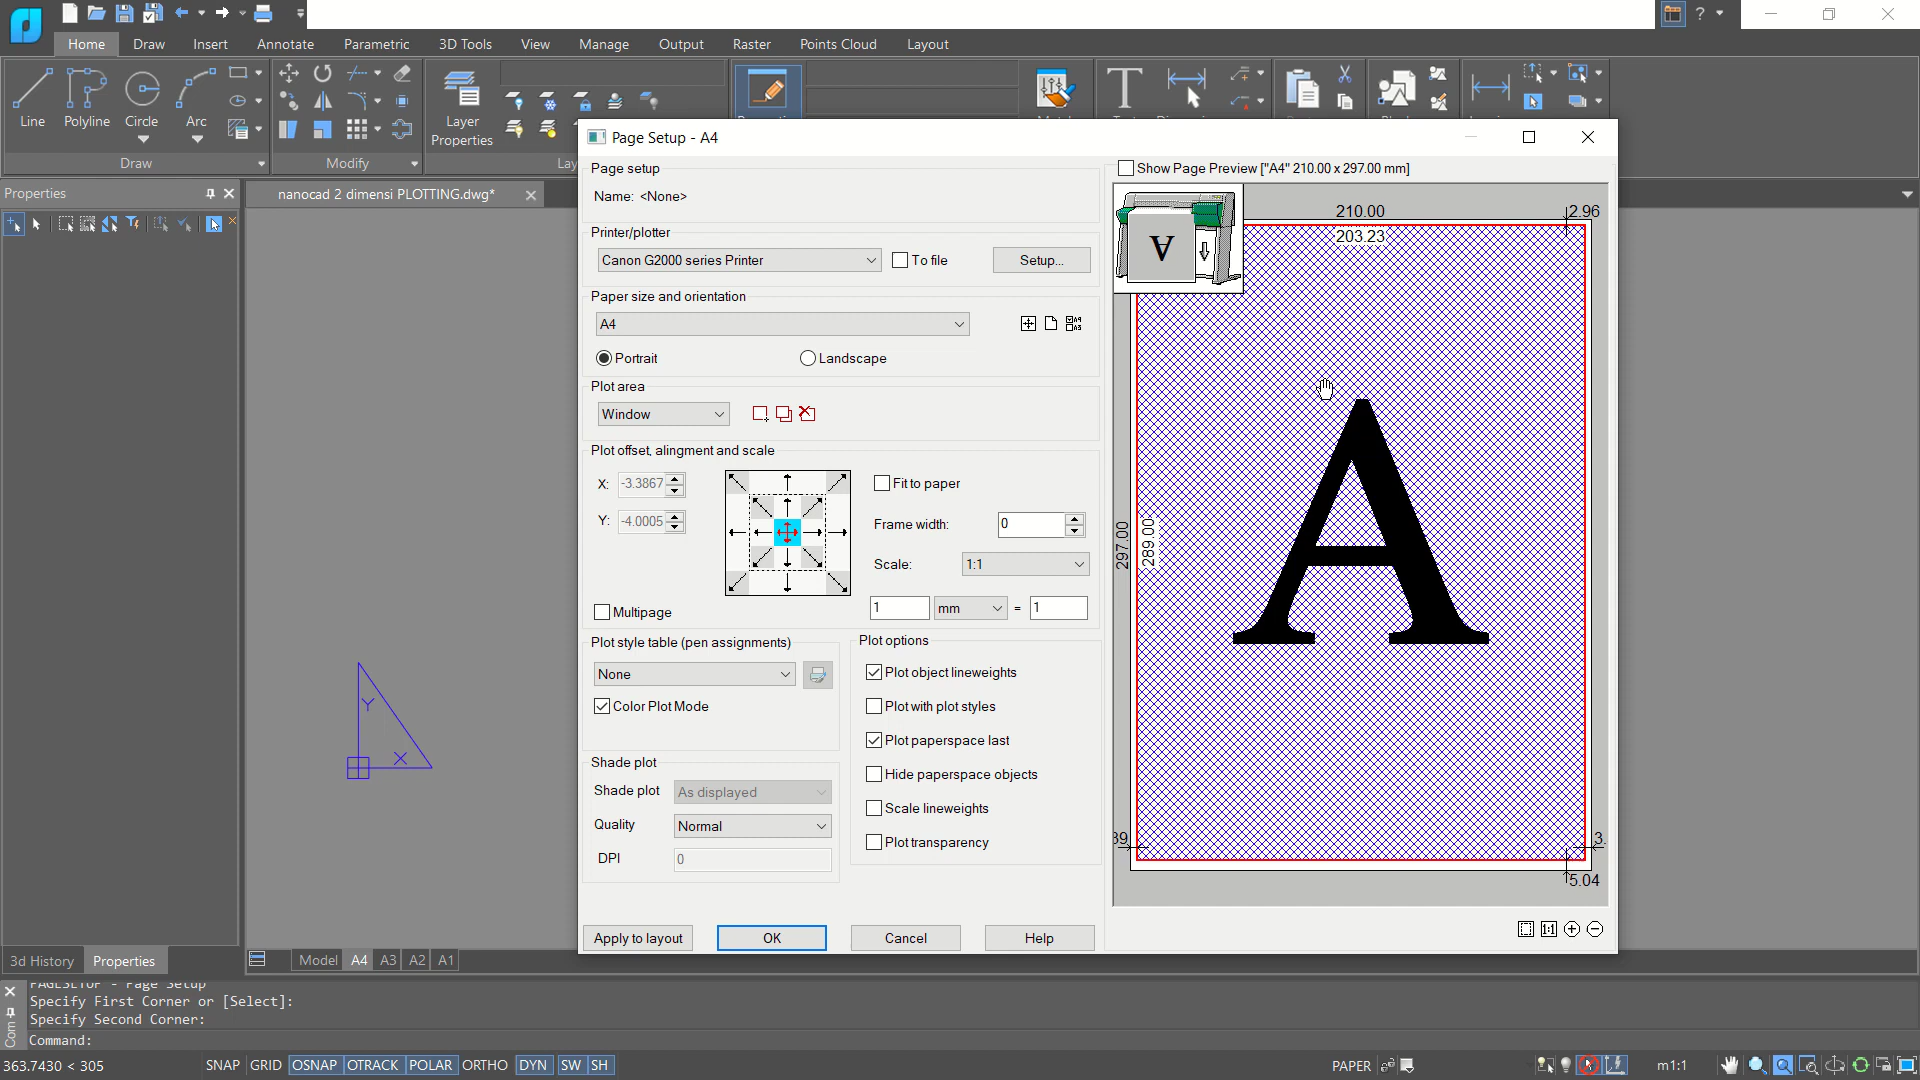 Home Draw Insert Annotate Parametric 3D Tools View Manage Output Raster Points Cloud Layout
?
Line Polyline Circle Arc
Layer
Properties
Draw Modify
Properties
nanocad 2 dimensi PLOTTING.dwg*
Page Setup - A4
Page setup
Name: <None>
Printer/plotter
Canon G2000 series Printer
To file
Setup...
Paper size and orientation
A4
Portrait
Landscape
Plot area
Window
Plot offset, alingment and scale
X: -3.3867
Y: -4.0005
Fit to paper
Frame width: 0
Scale: 1:1
1 mm = 1
Multipage
Plot style table (pen assignments)
None
Color Plot Mode
Shade plot
Shade plot As displayed
Quality Normal
DPI 0
Plot options
Plot object lineweights
Plot with plot styles
Plot paperspace last
Hide paperspace objects
Scale lineweights
Plot transparency
Apply to layout
OK
Cancel
Help
Show Page Preview ["A4" 210.00 x 297.00 mm]
210.00
2.96
203.23
A
297.00
289.00
A
39
3.
5.04
1:1
Y
X
3d History Properties
Model A4 A3 A2 A1
PAGESETUP - Page Setup
Specify First Corner or [Select]:
Specify Second Corner:
Command:
Com
363.7430 < 305
SNAP GRID OSNAP OTRACK POLAR ORTHO DYN SW SH
PAPER
m1:1